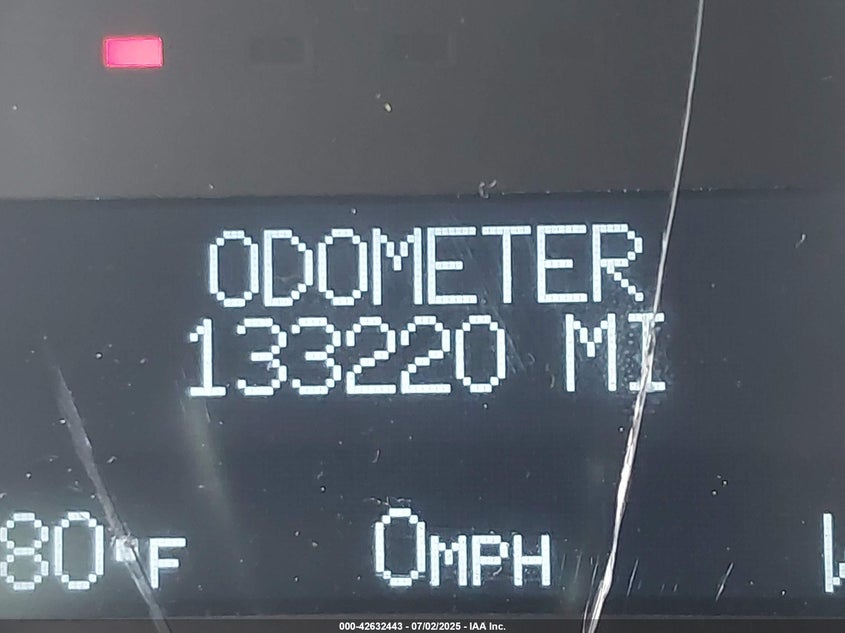 ODOMETER
133220 MI
80°F 0MPH
000-42632443 - 07/02/2025 - IAA Inc.